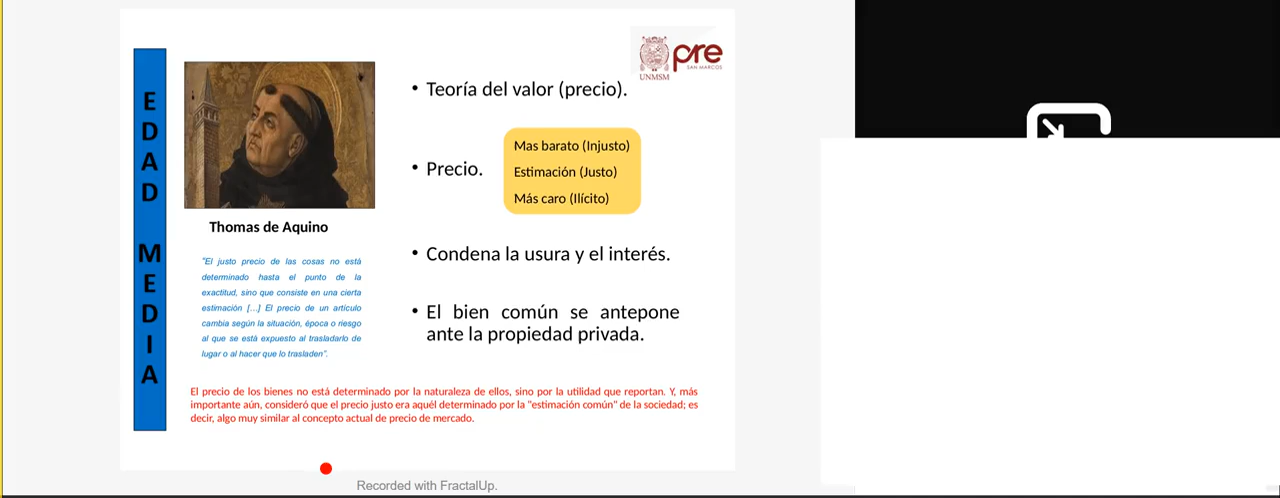 EDAD MEDIA
UNMSM
pre
SAN MARCOS
• Teoría del valor (precio).
• Precio.
Mas barato (Injusto)
Estimación (Justo)
Más caro (Ilícito)
Thomas de Aquino
"El justo precio de las cosas no está
determinado hasta el punto de la
exactitud, sino que consiste en una cierta
estimación [...] El precio de un artículo
cambia según la situación, época o riesgo
al que se está expuesto al trasladarlo de
lugar o al hacer que lo trasladen".
• Condena la usura y el interés.
• El bien común se antepone
ante la propiedad privada.
El precio de los bienes no está determinado por la naturaleza de ellos, sino por la utilidad que reportan. Y, más
importante aún, consideró que el precio justo era aquél determinado por la "estimación común" de la sociedad; es
decir, algo muy similar al concepto actual de precio de mercado.
Recorded with FractalUp.